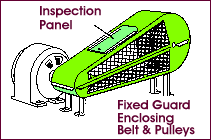 Inspection
Panel
Fixed Guard
Enclosing
Belt & Pulleys